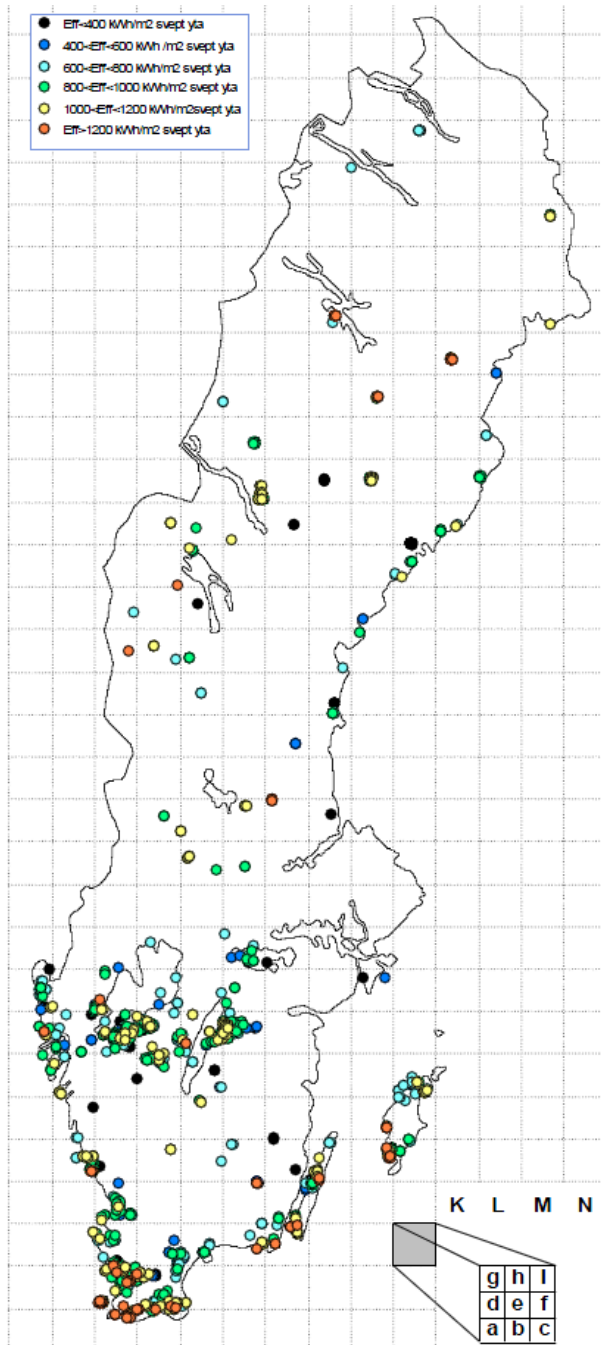 Eff<400 KWh/m2 svept yta
400<Eff<600 KWh /m2 svept yta
600<Eff<800 KWh/m2 svept yta
800<Eff<1000 KWh/m2 svept yta
1000<Eff<1200 KWh/m2svept yta
Eff>1200 KWh/m2 svept yta
K L M N
g h I
d e f
a b c